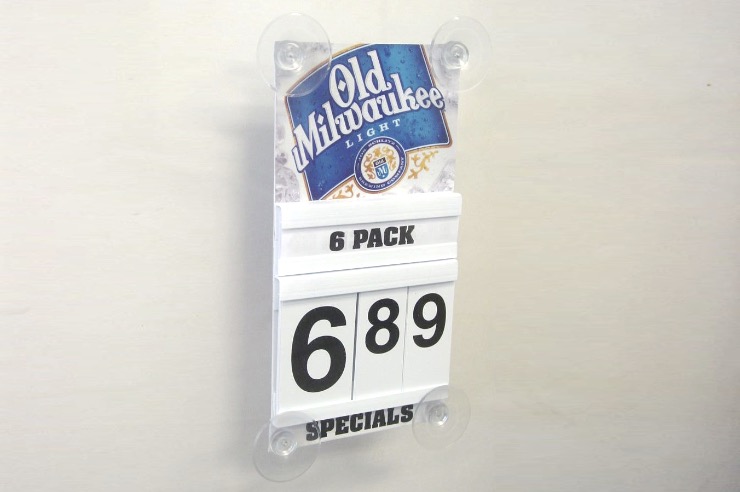 Old
Milwaukee
LIGHT
6 PACK
6 89
SPECIALS